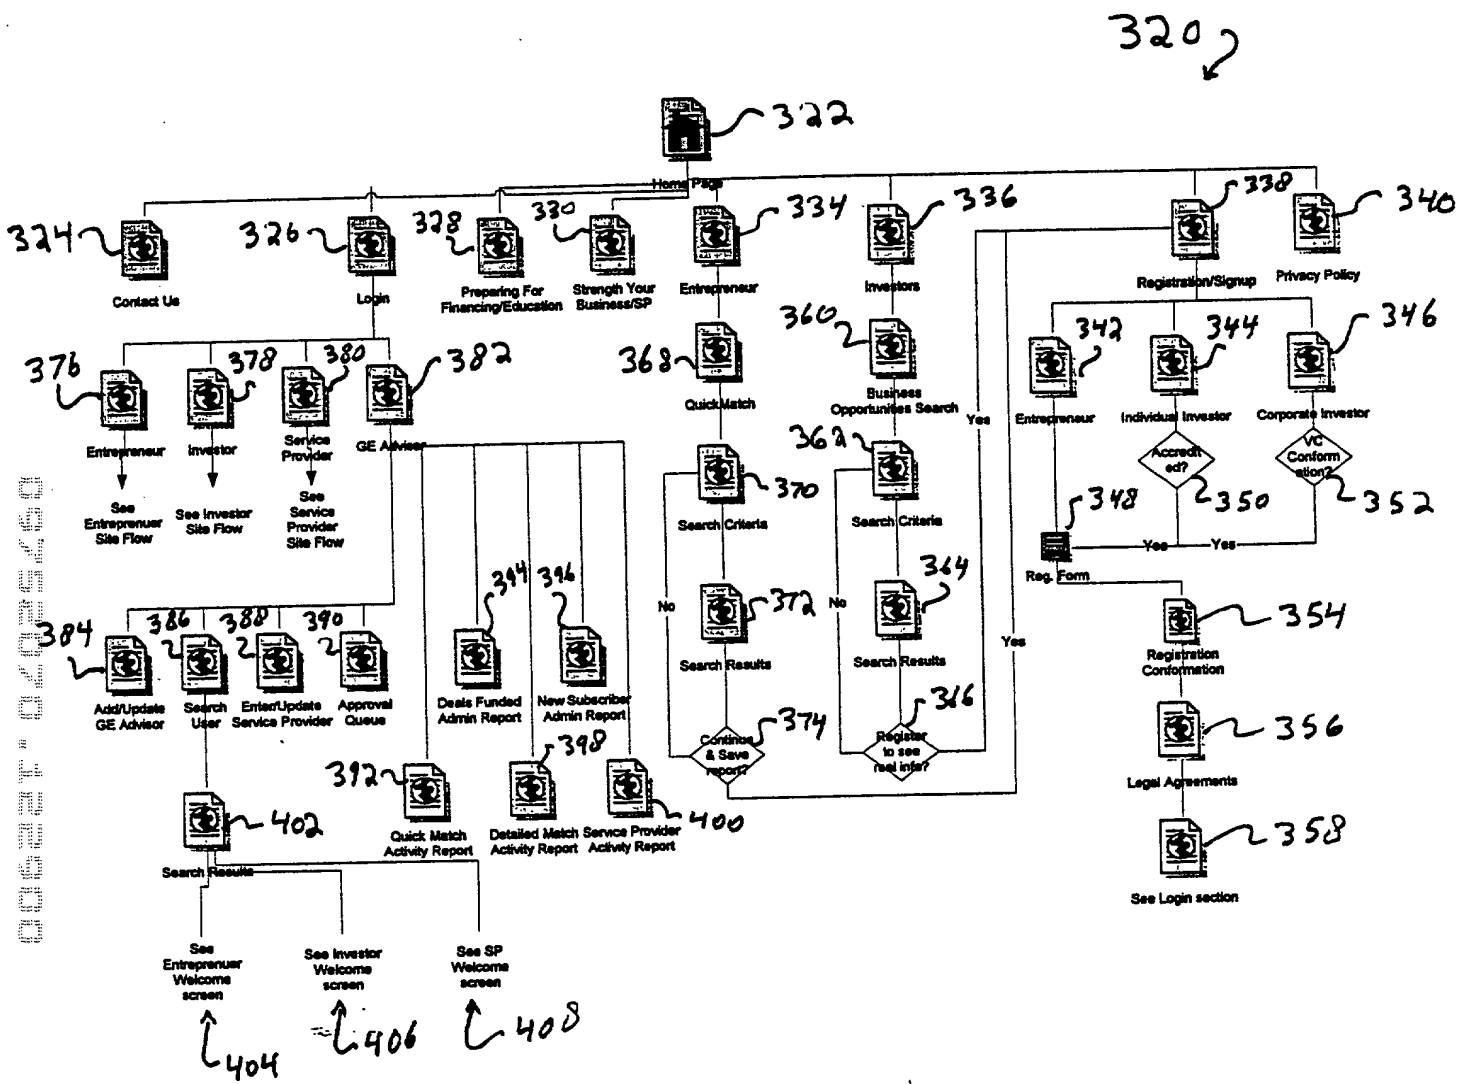 320
322
Home Page
324
326
328
330
334
336
338
340
Contact Us
Login
Preparing For
Financing/Education
Strength Your
Business/SP
Entrepreneur
Investors
Registration/Signup
Privacy Policy
376
378
380
382
368
360
342
344
346
Entrepreneur
Investor
Service
Provider
GE Advisor
QuickMatch
Business
Opportunities Search
Yes
Entrepreneur
Individual Investor
Corporate Investor
See
Entreprenuer
Site Flow
See Investor
Site Flow
See
Service
Provider
Site Flow
370
362
Accredit
ed?
350
VC
Conform
ation?
352
Search Criteria
Search Criteria
348
Yes
Yes
Reg. Form
384
386
388
390
394
396
No
372
No
364
Yes
354
Add/Update
GE Advisor
Search
User
Enter/Update
Service Provider
Approval
Queue
Deals Funded
Admin Report
New Subscriber
Admin Report
Search Results
Search Results
Registration
Conformation
374
Continue
& Save
report?
366
Register
to see
real info?
356
Legal Agreements
392
398
400
Quick Match
Activity Report
Detailed Match
Activity Report
Service Provider
Activity Report
402
Search Results
358
See Login section
See
Entreprenuer
Welcome
screen
See Investor
Welcome
screen
See SP
Welcome
screen
404
406
408